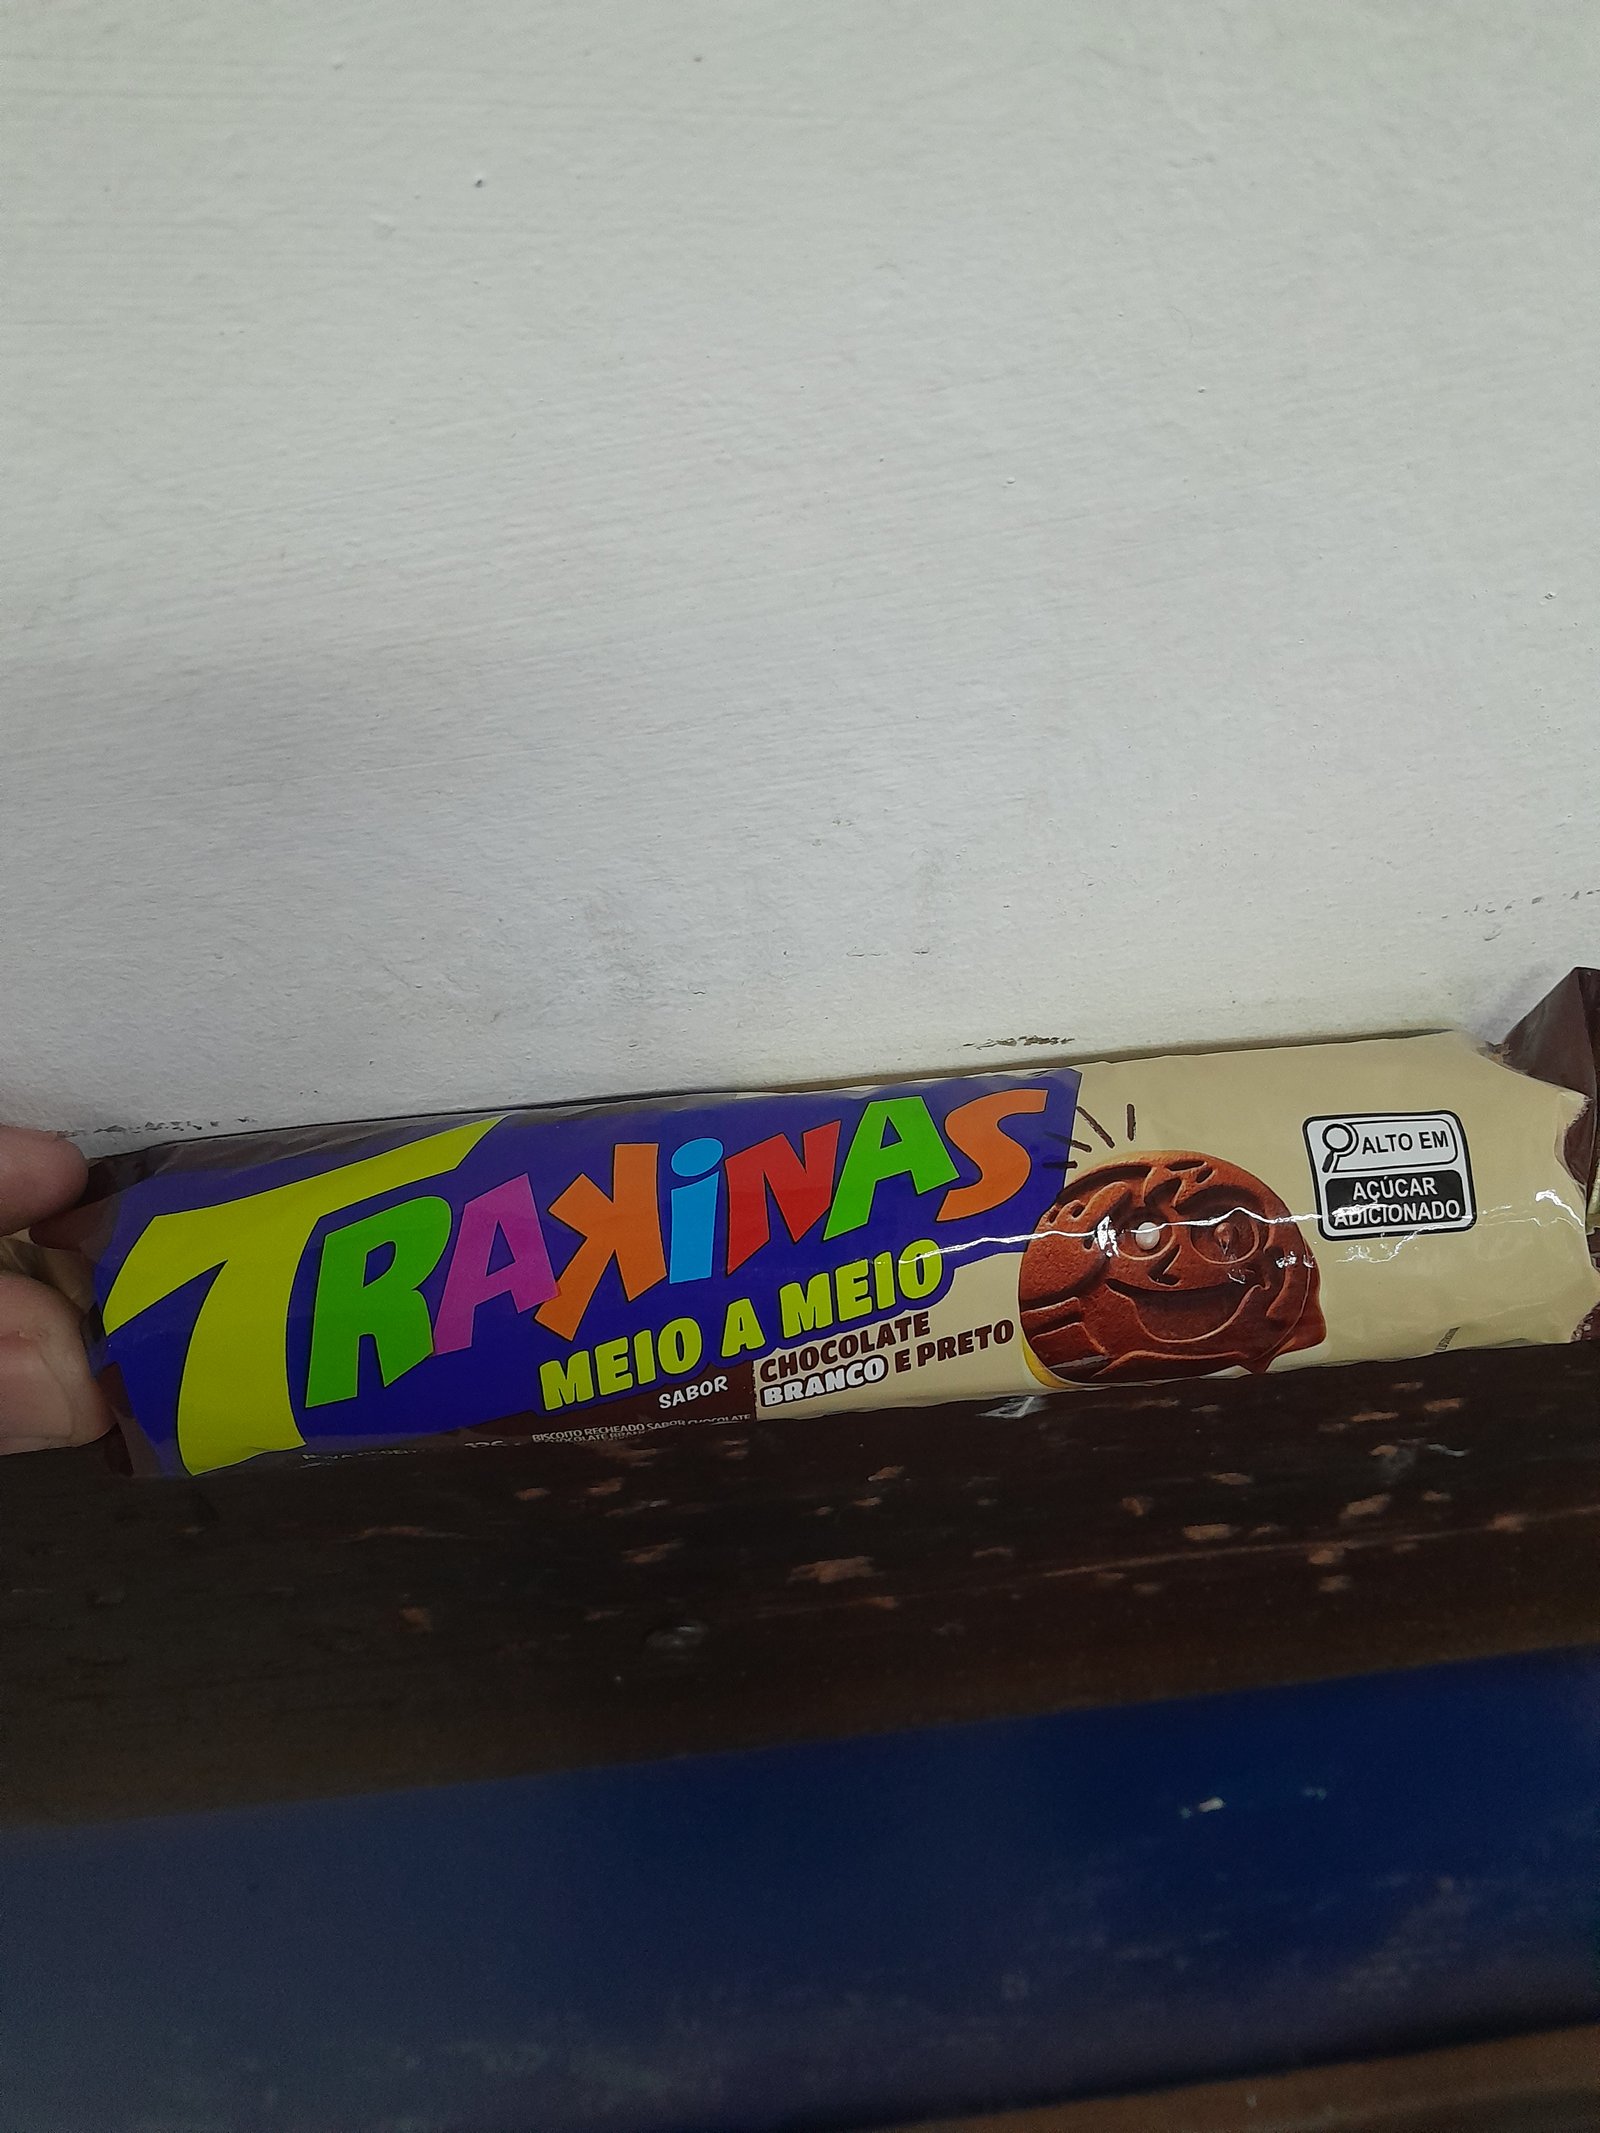 TRAKINAS
MEIO A MEIO
SABOR
CHOCOLATE
BRANCO E PRETO
BISCOITO RECHEADO SABOR CHOCOLATE
ALTO EM
AÇÚCAR
ADICIONADO